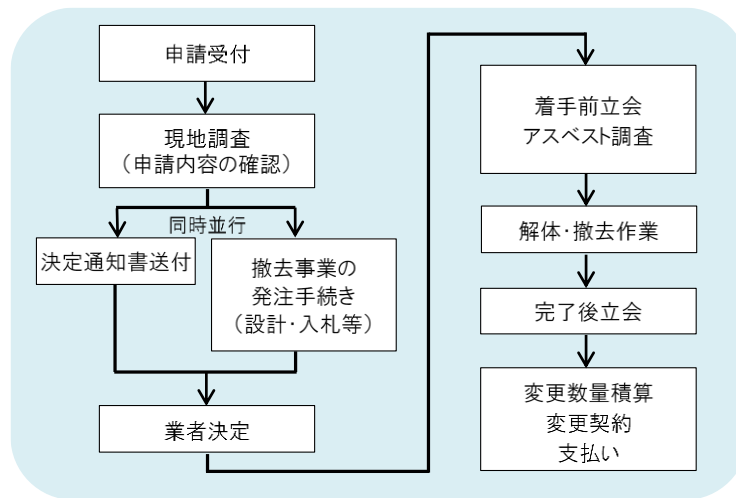 申請受付
現地調査
（申請内容の確認）
同時並行
決定通知書送付
撤去事業の
発注手続き
（設計・入札等）
業者決定
着手前立会
アスベスト調査
解体・撤去作業
完了後立会
変更数量積算
変更契約
支払い